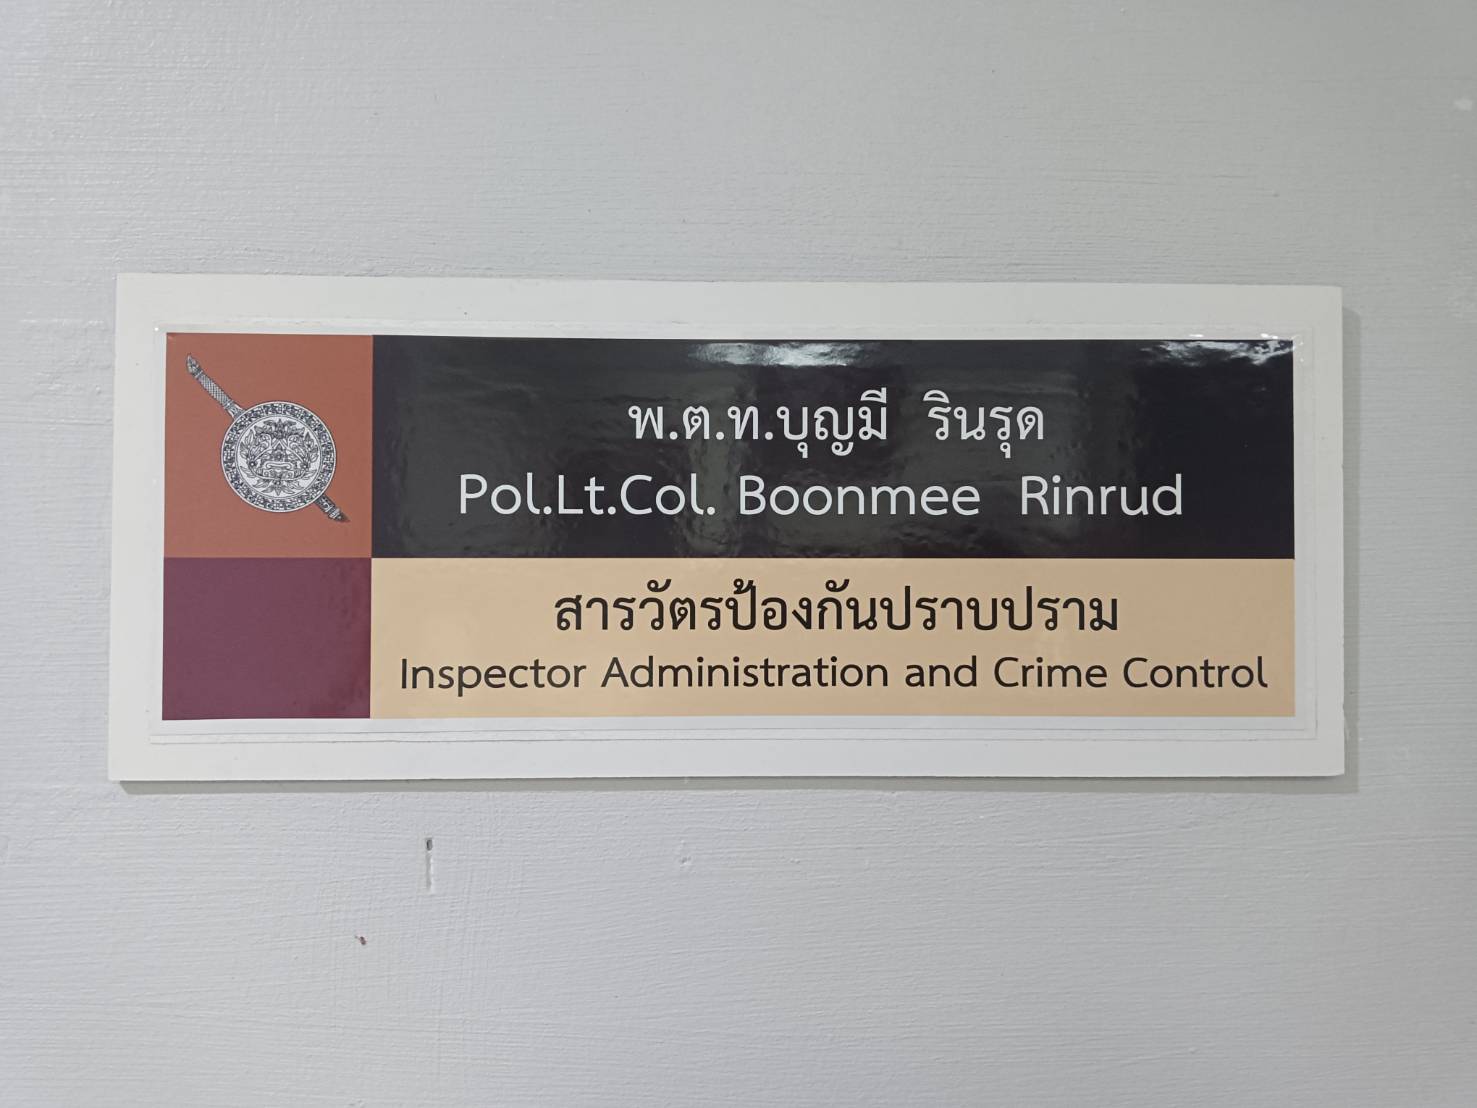 พ.ต.ท.บุญมี รินรุด
Pol.Lt.Col. Boonmee Rinrud
สารวัตรป้องกันปราบปราม
Inspector Administration and Crime Control